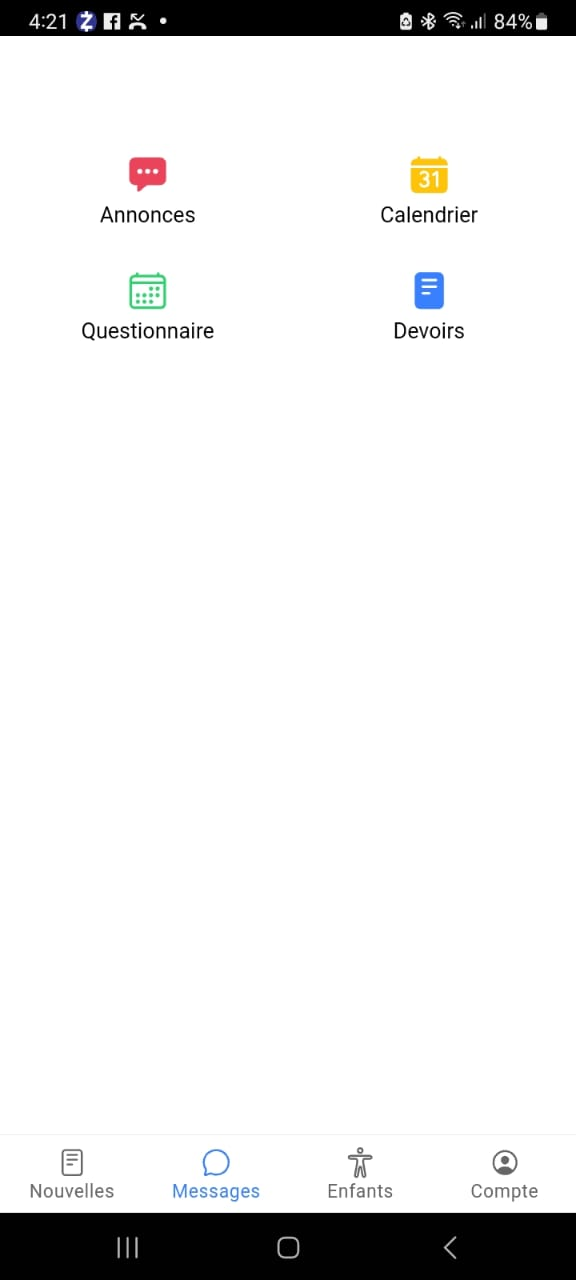 4:21 84%
Annonces Calendrier
31
Questionnaire Devoirs
Nouvelles Messages Enfants Compte